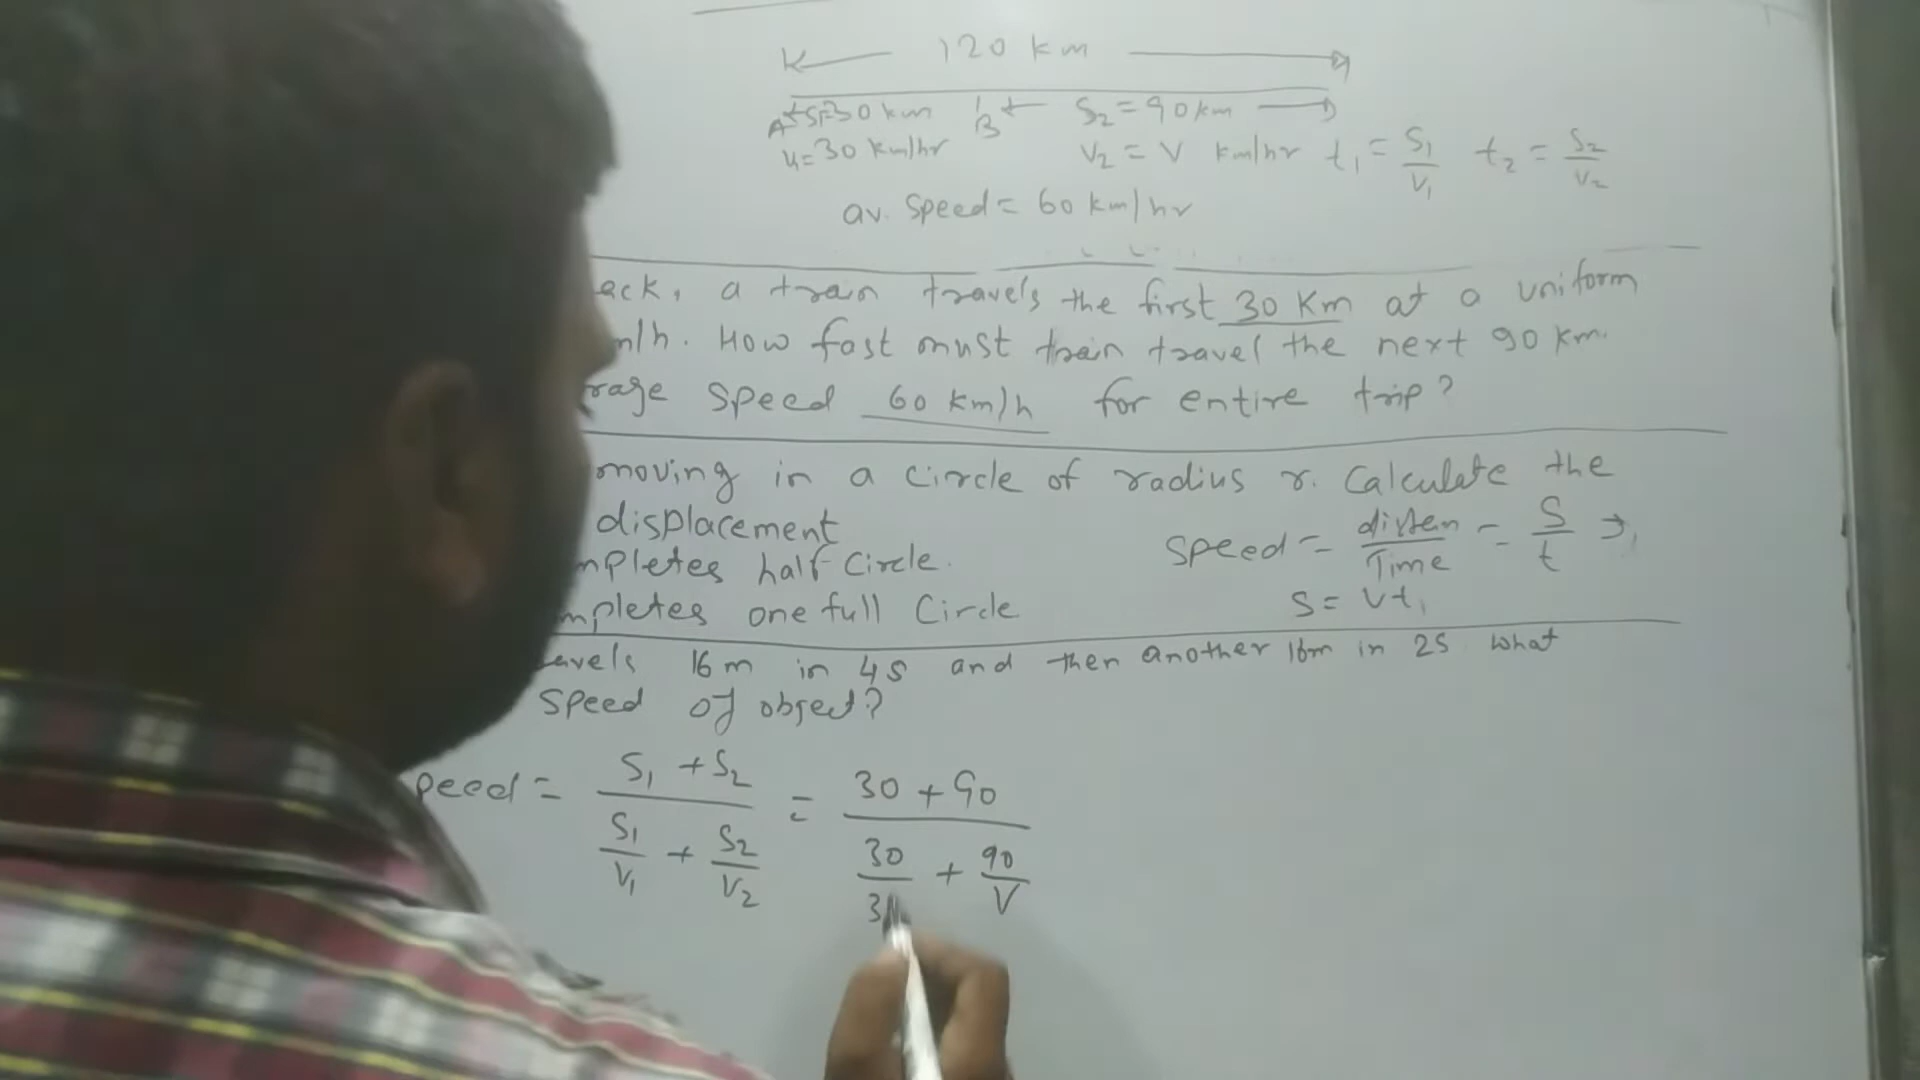 120 km
A S1=30 km B S2 = 90 km
u = 30 km/hr V2 = V km/hr t1 = S1/V1 t2 = S2/V2
av. speed = 60 km/hr
ack, a train travels the first 30 Km at a uniform
m/h. How fast must train travel the next 90 km.
rage speed 60 km/h for entire trip?
moving in a circle of radius r. Calculate the
displacement
speed = disten/Time = S/t
mpletes half circle.
S = Vt,
mpletes one full Circle
avels 16m in 4s and then another 16m in 2s what
speed of object?
peed = S1 + S2 / S1/V1 + S2/V2 = 30 + 90 / 30/3 + 90/V